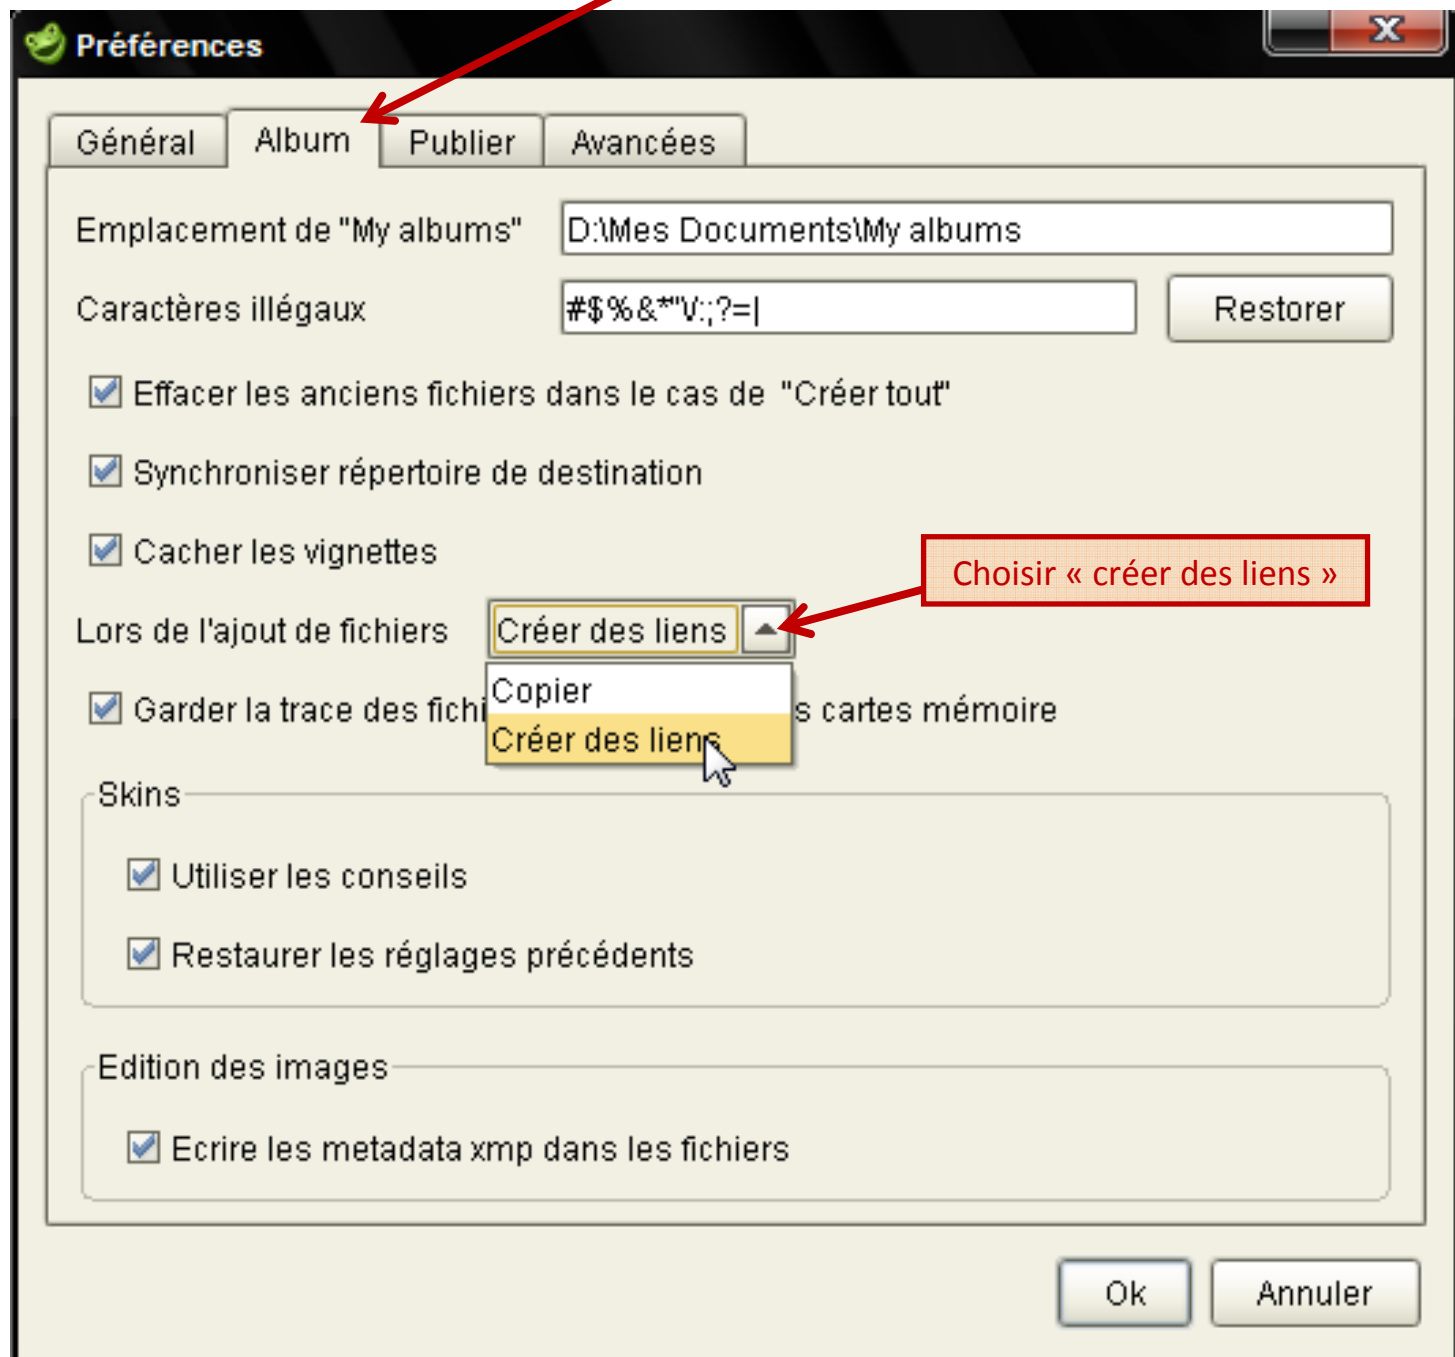 Préférences
Général Album Publier Avancées
Emplacement de "My albums" D:\Mes Documents\My albums
Caractères illégaux #$%&*"\/:;?=| Restorer
Effacer les anciens fichiers dans le cas de "Créer tout"
Synchroniser répertoire de destination
Cacher les vignettes
Choisir « créer des liens »
Lors de l'ajout de fichiers Créer des liens
Copier
Garder la trace des fichi s cartes mémoire
Créer des liens
Skins
Utiliser les conseils
Restaurer les réglages précédents
Edition des images
Ecrire les metadata xmp dans les fichiers
Ok Annuler